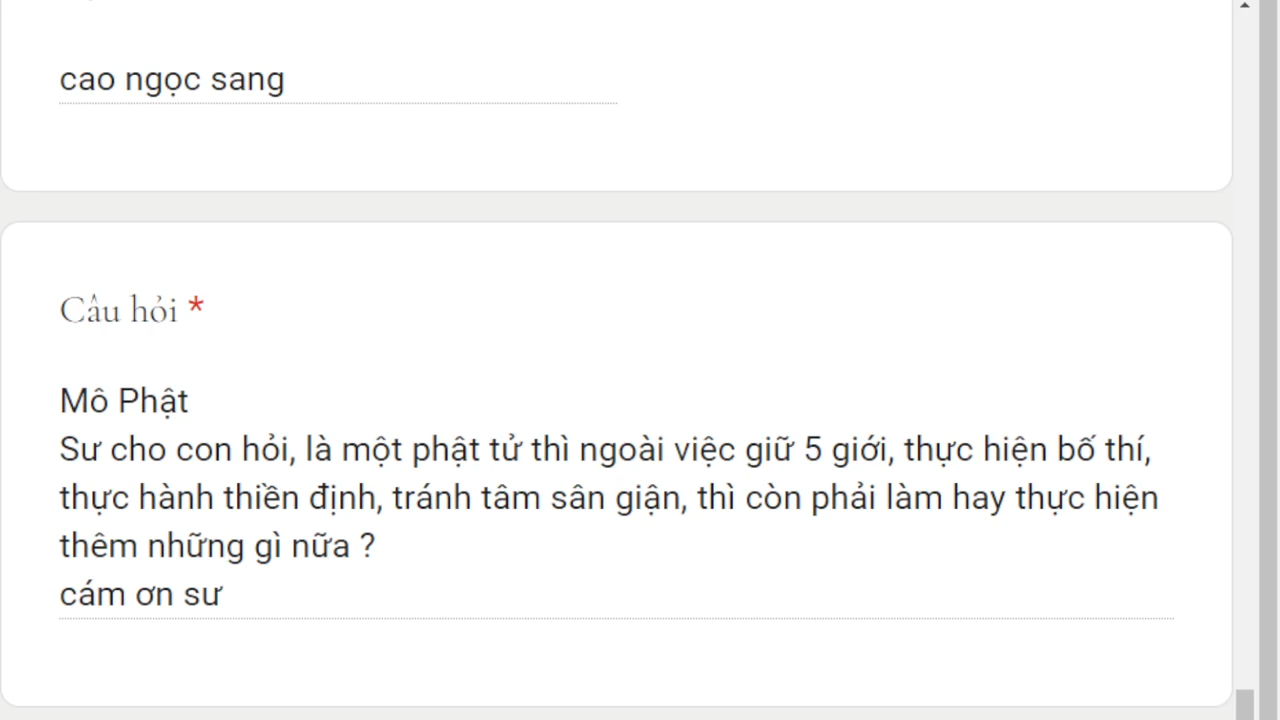 cao ngọc sang
Câu hỏi *
Mô Phật
Sư cho con hỏi, là một phật tử thì ngoài việc giữ 5 giới, thực hiện bố thí,
thực hành thiền định, tránh tâm sân giận, thì còn phải làm hay thực hiện
thêm những gì nữa ?
cám ơn sư